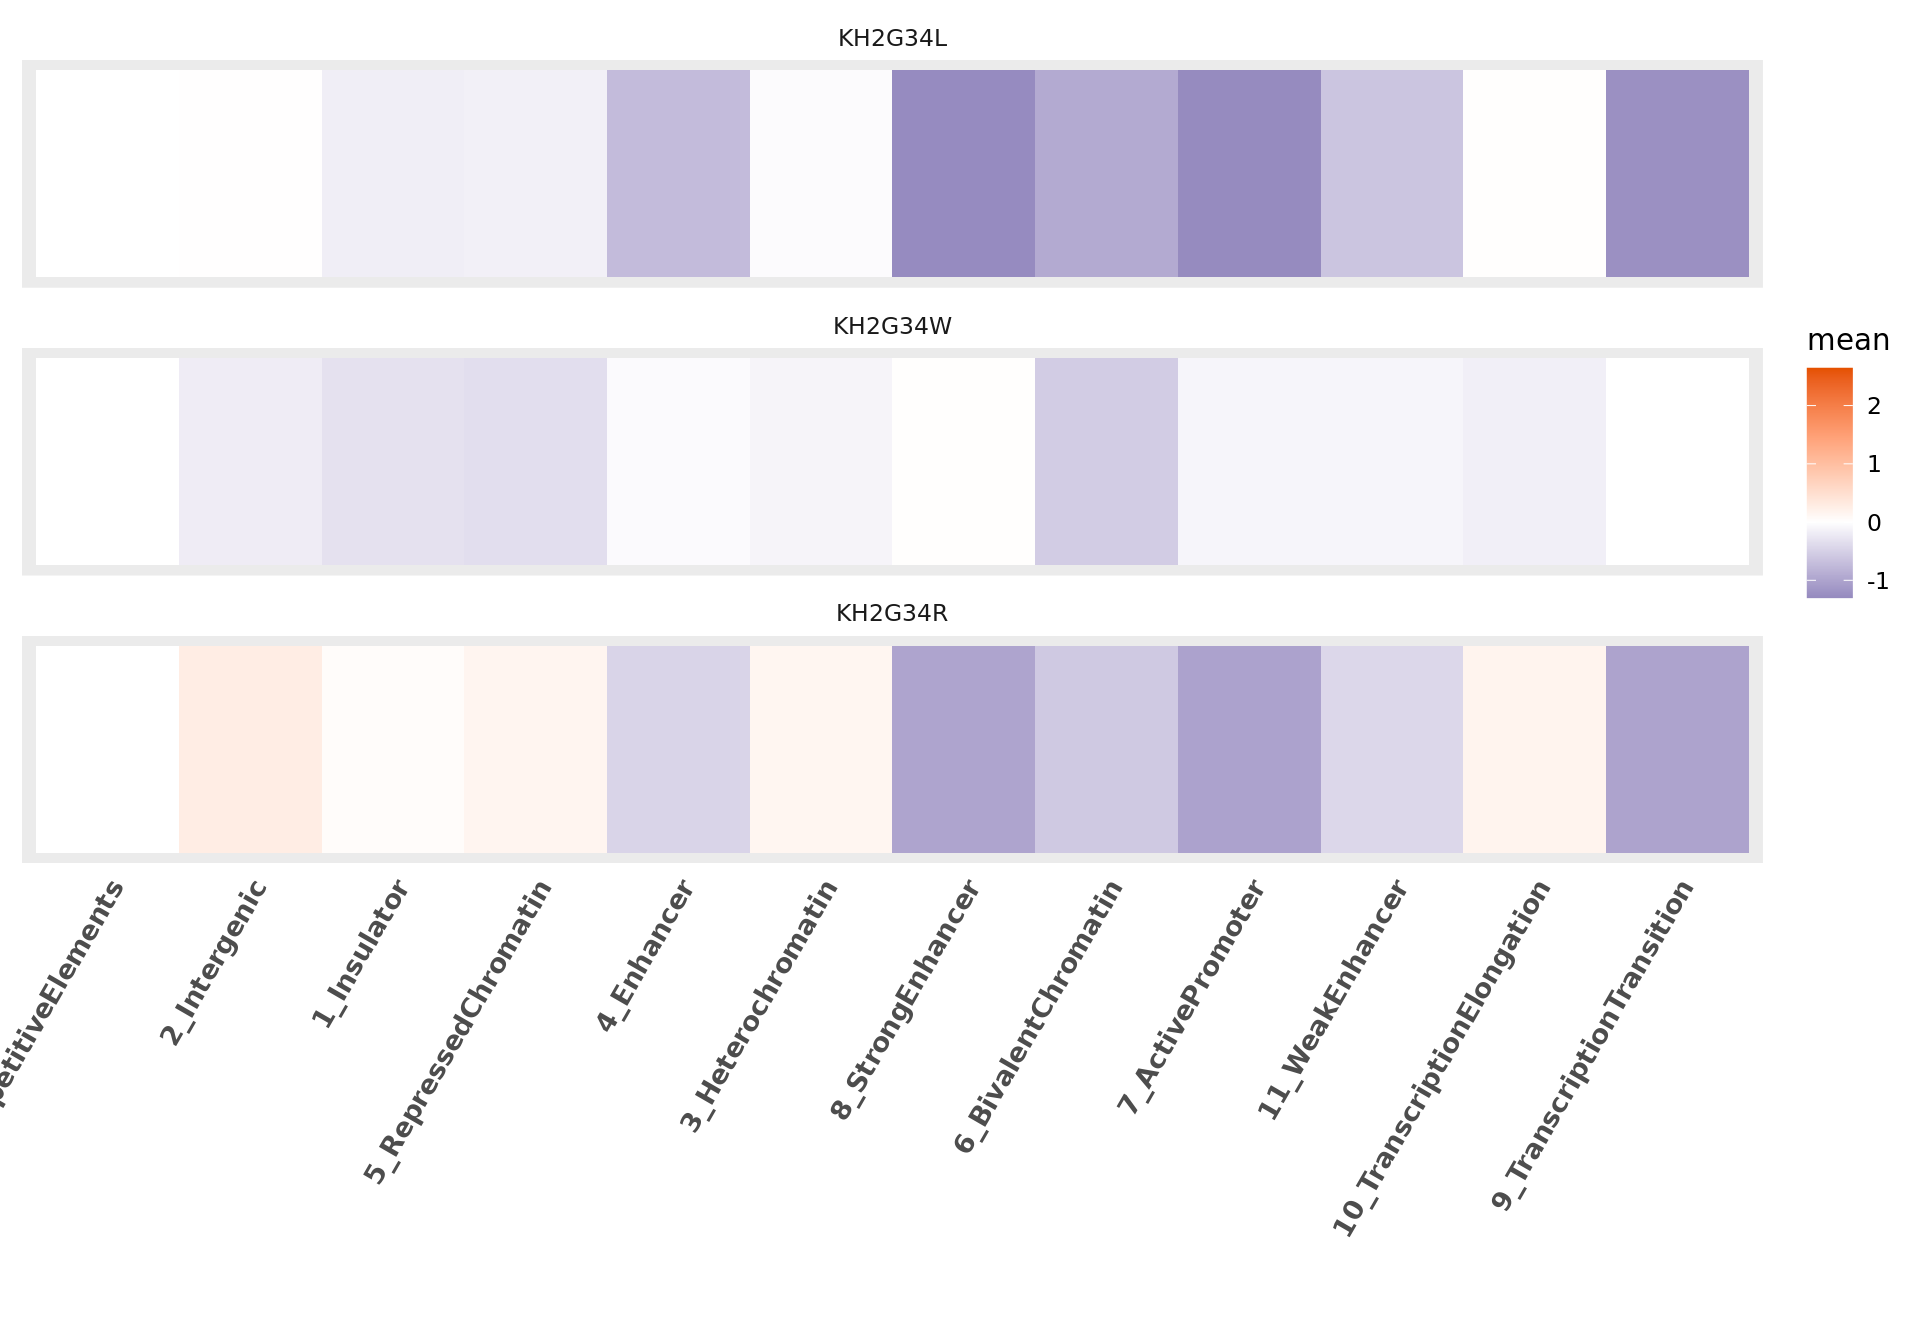 KH2G34L
KH2G34W
mean
2
1
0
-1
KH2G34R
2_Intergenic
1_Insulator
5_RepressedChromatin
4_Enhancer
3_Heterochromatin
8_StrongEnhancer
6_BivalentChromatin
7_ActivePromoter
11_WeakEnhancer
10_TranscriptionElongation
9_TranscriptionTransition